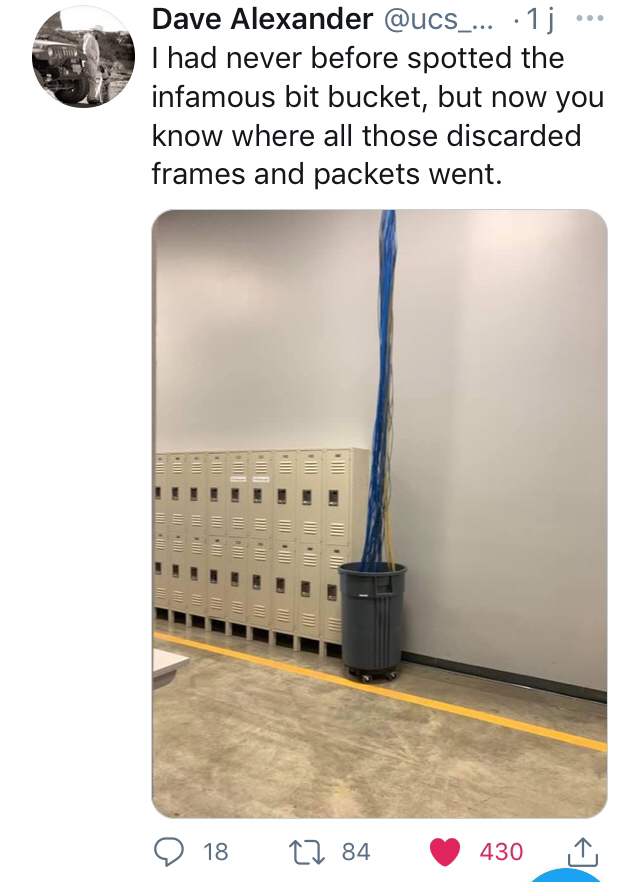 Dave Alexander @ucs_... · 1 j
I had never before spotted the
infamous bit bucket, but now you
know where all those discarded
frames and packets went.
18 84 430